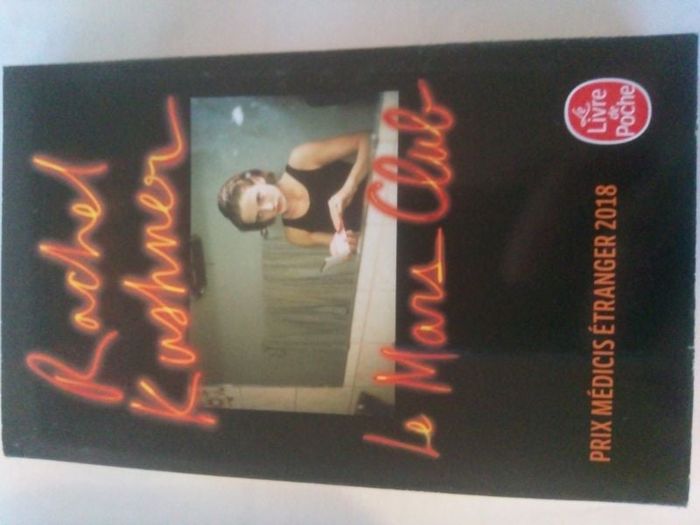 Rachel
Kushner
Le Mars Club
PRIX MÉDICIS ÉTRANGER 2018
Le
Livre
de
Poche